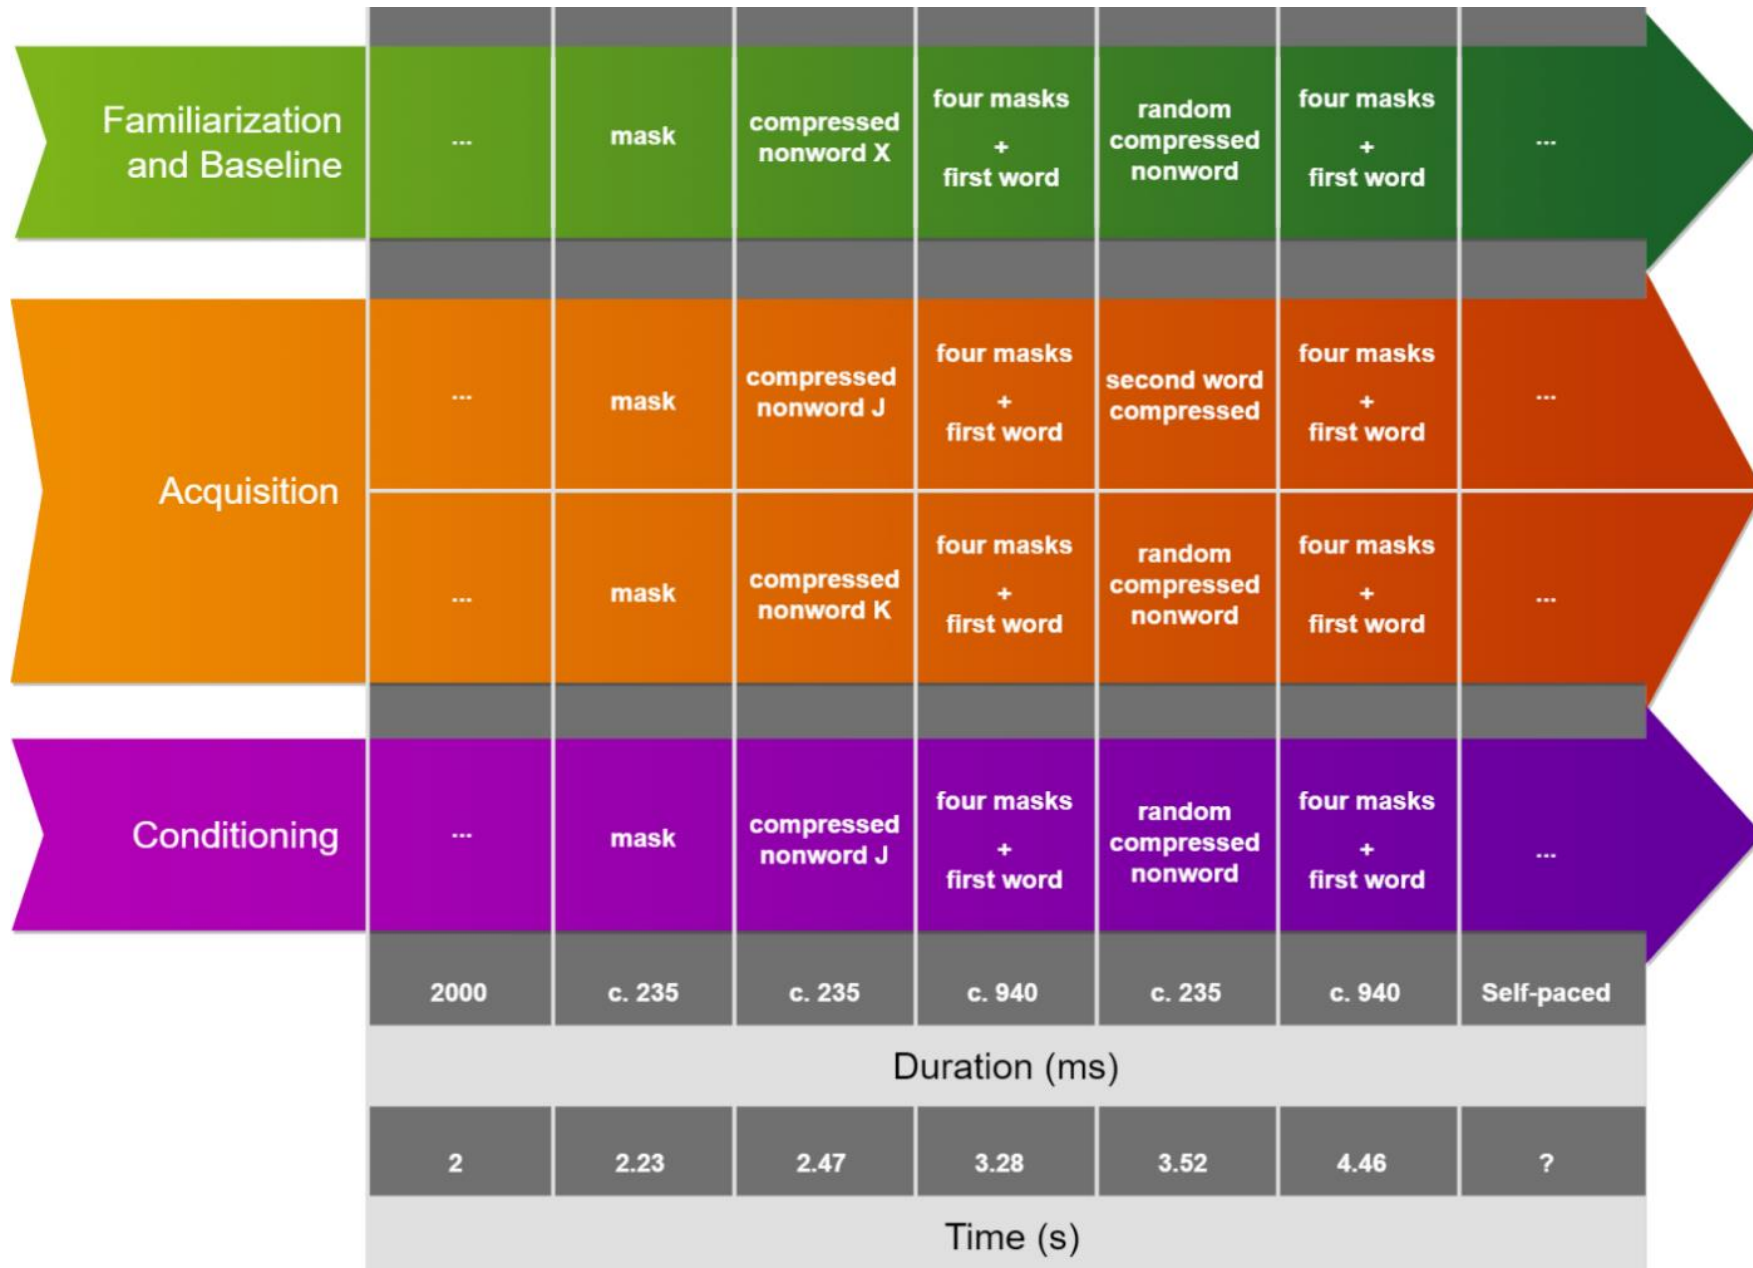 Familiarization
and Baseline
...
mask
compressed
nonword X
four masks
+
first word
random
compressed
nonword
four masks
+
first word
...
Acquisition
...
mask
compressed
nonword J
four masks
+
first word
second word
compressed
four masks
+
first word
...
...
mask
compressed
nonword K
four masks
+
first word
random
compressed
nonword
four masks
+
first word
...
Conditioning
...
mask
compressed
nonword J
four masks
+
first word
random
compressed
nonword
four masks
+
first word
...
2000
c. 235
c. 235
c. 940
c. 235
c. 940
Self-paced
Duration (ms)
2
2.23
2.47
3.28
3.52
4.46
?
Time (s)